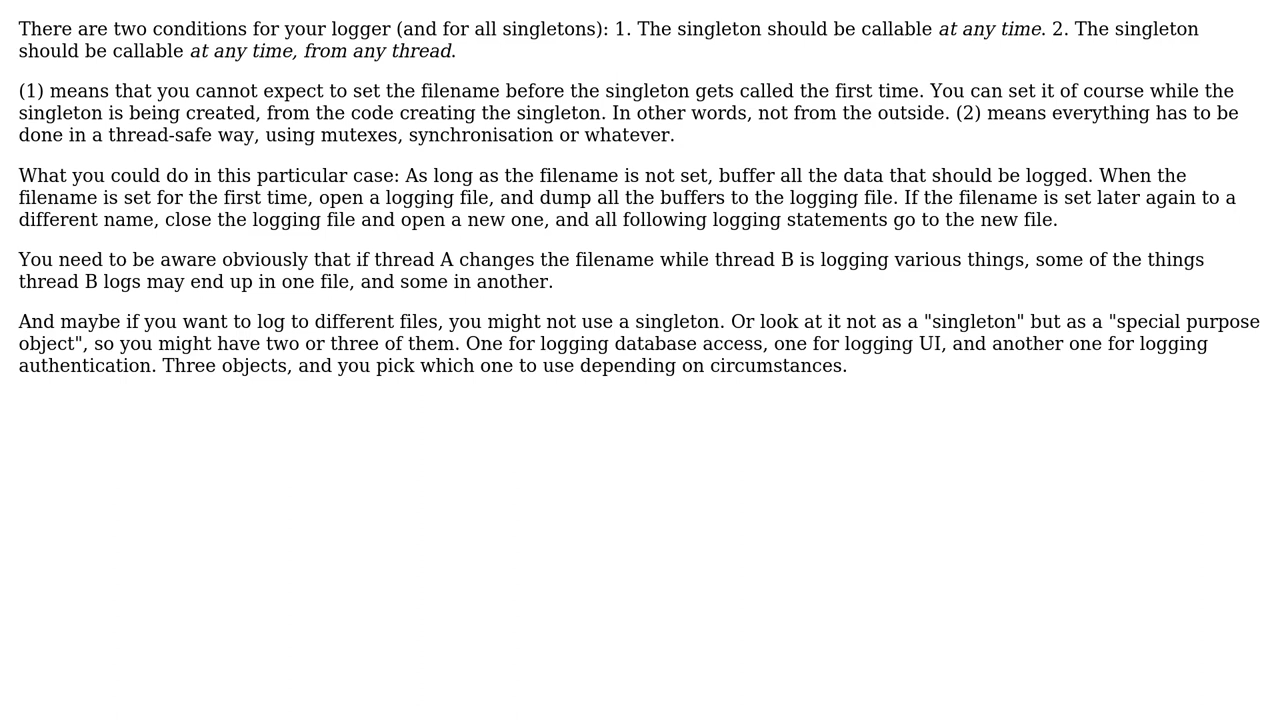 There are two conditions for your logger (and for all singletons): 1. The singleton should be callable at any time. 2. The singleton
should be callable at any time, from any thread.
(1) means that you cannot expect to set the filename before the singleton gets called the first time. You can set it of course while the
singleton is being created, from the code creating the singleton. In other words, not from the outside. (2) means everything has to be
done in a thread-safe way, using mutexes, synchronisation or whatever.
What you could do in this particular case: As long as the filename is not set, buffer all the data that should be logged. When the
filename is set for the first time, open a logging file, and dump all the buffers to the logging file. If the filename is set later again to a
different name, close the logging file and open a new one, and all following logging statements go to the new file.
You need to be aware obviously that if thread A changes the filename while thread B is logging various things, some of the things
thread B logs may end up in one file, and some in another.
And maybe if you want to log to different files, you might not use a singleton. Or look at it not as a "singleton" but as a "special purpose
object", so you might have two or three of them. One for logging database access, one for logging UI, and another one for logging
authentication. Three objects, and you pick which one to use depending on circumstances.